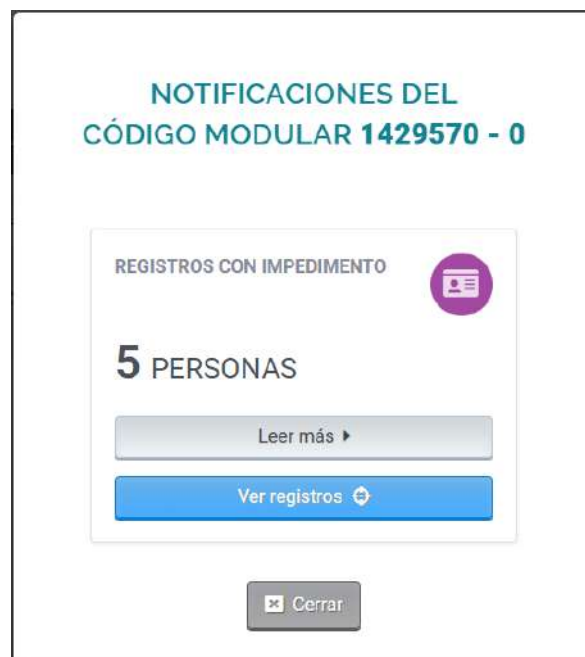 NOTIFICACIONES DEL
CÓDIGO MODULAR 1429570 - 0
REGISTROS CON IMPEDIMENTO
5 PERSONAS
Leer más
Ver registros
Cerrar